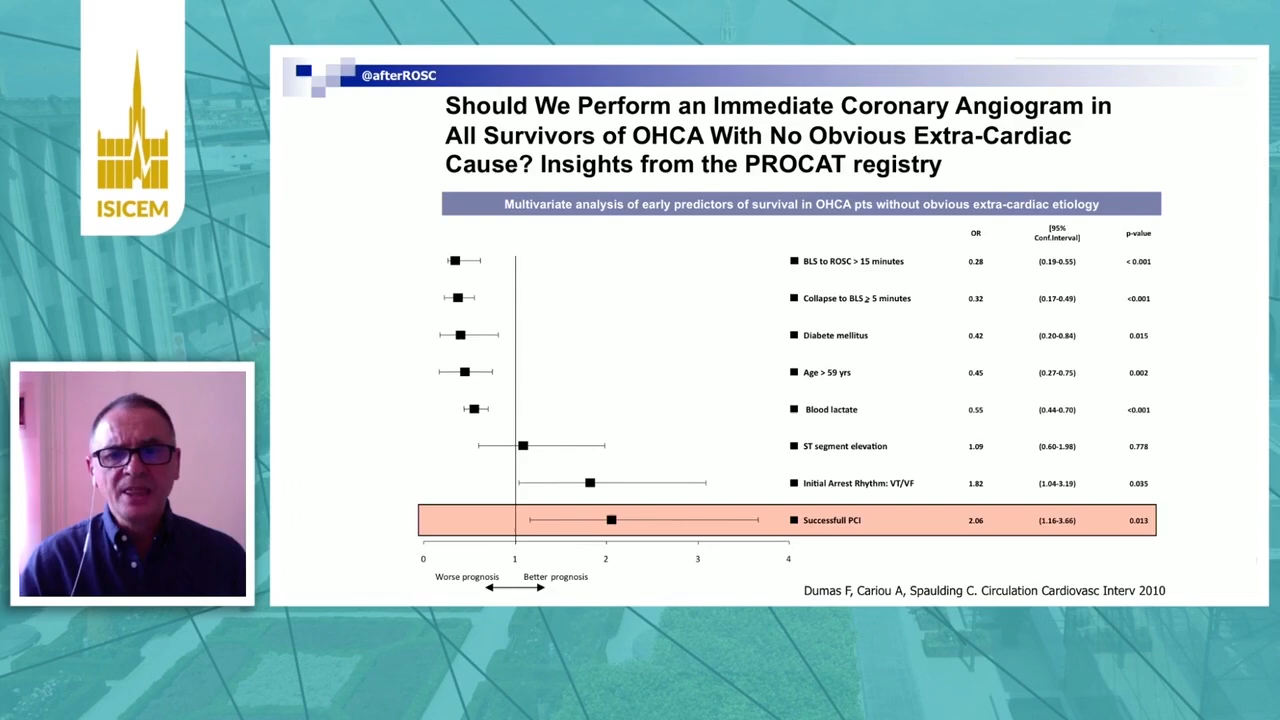 ISICEM
@afterROSC
Should We Perform an Immediate Coronary Angiogram in
All Survivors of OHCA With No Obvious Extra-Cardiac
Cause? Insights from the PROCAT registry
Multivariate analysis of early predictors of survival in OHCA pts without obvious extra-cardiac etiology
OR [95% Conf.Interval] p-value
BLS to ROSC > 15 minutes 0.28 (0.19-0.55) < 0.001
Collapse to BLS ≥ 5 minutes 0.32 (0.17-0.49) <0.001
Diabete mellitus 0.42 (0.20-0.84) 0.015
Age > 59 yrs 0.45 (0.27-0.75) 0.002
Blood lactate 0.55 (0.44-0.70) <0.001
ST segment elevation 1.09 (0.60-1.98) 0.778
Initial Arrest Rhythm: VT/VF 1.82 (1.04-3.19) 0.035
Successfull PCI 2.06 (1.16-3.66) 0.013
0 1 2 3 4
Worse prognosis Better prognosis
Dumas F, Cariou A, Spaulding C. Circulation Cardiovasc Interv 2010